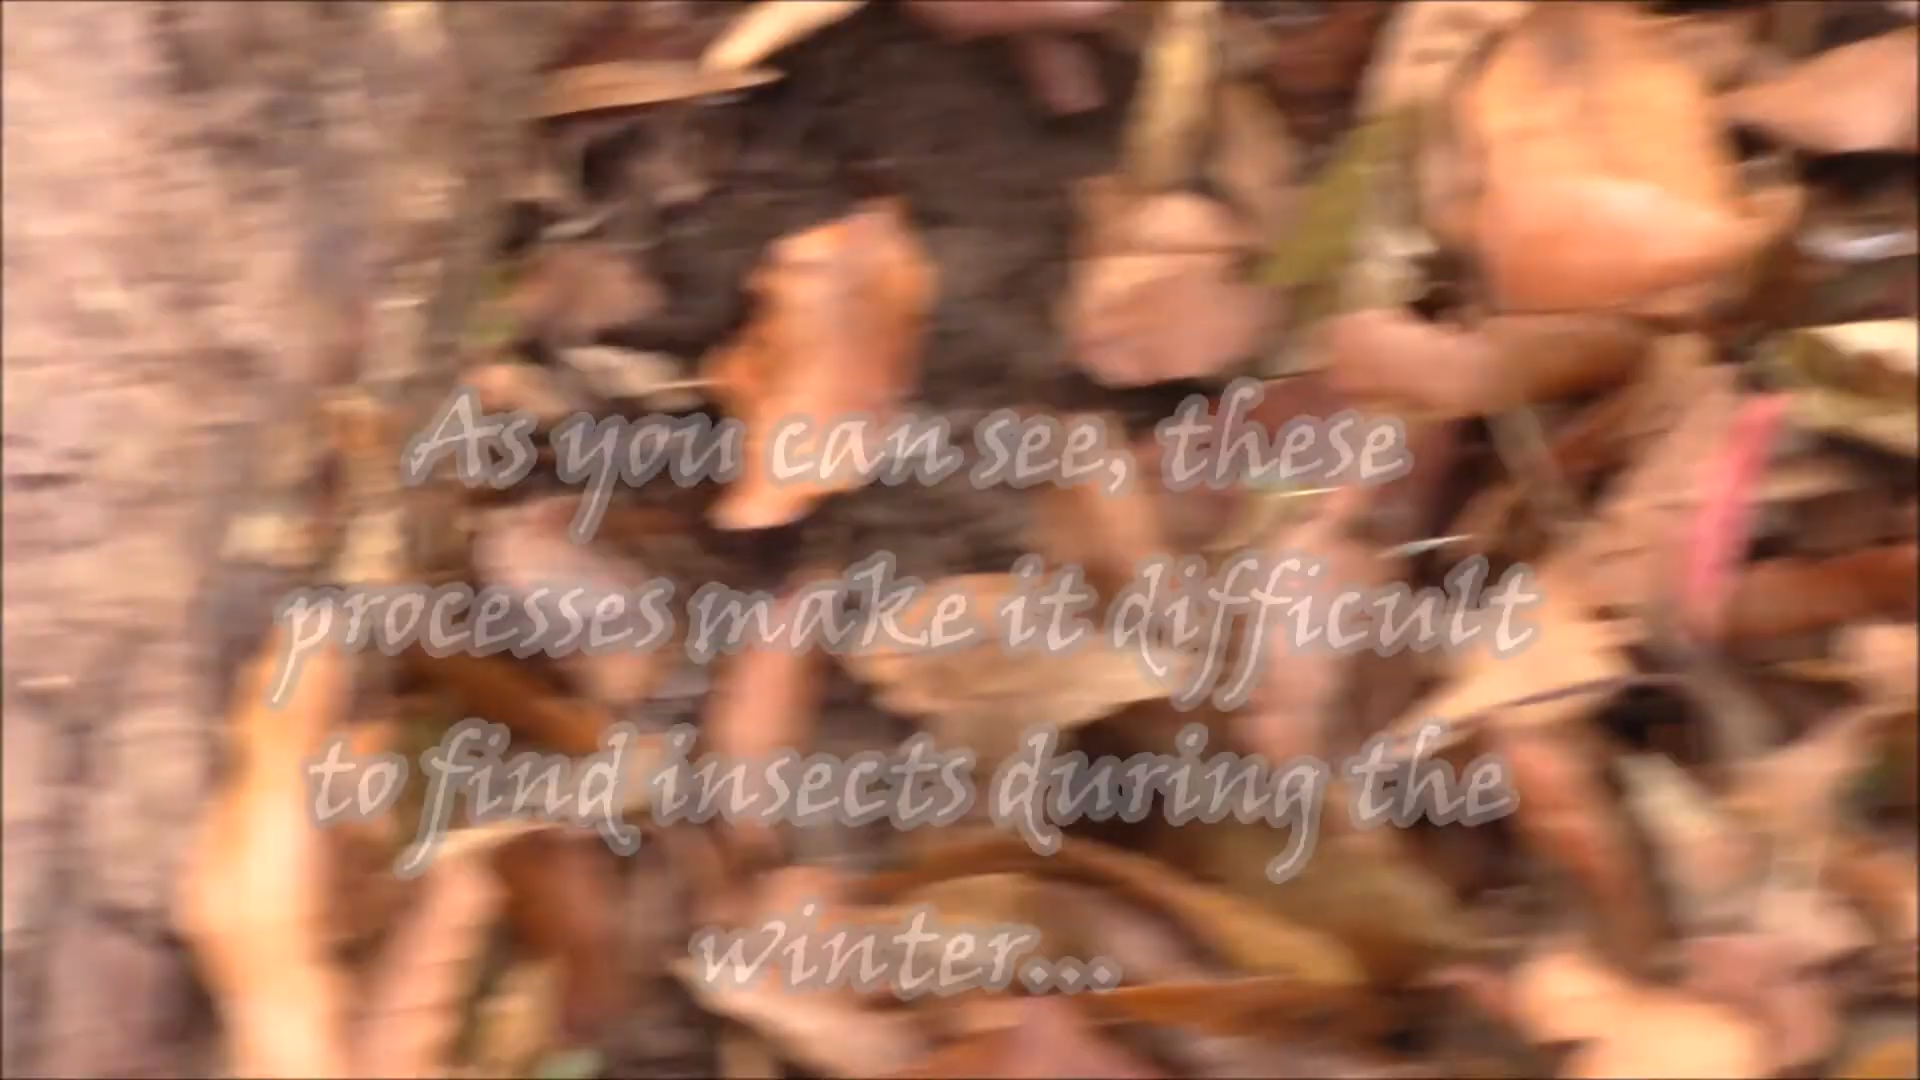 As you can see, these
processes make it difficult
to find insects during the
winter...